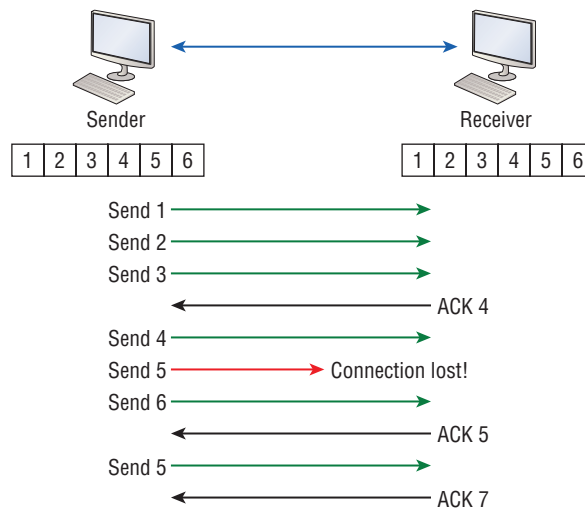 Sender Receiver
1 2 3 4 5 6 1 2 3 4 5 6
Send 1
Send 2
Send 3
ACK 4
Send 4
Send 5 Connection lost!
Send 6
ACK 5
Send 5
ACK 7